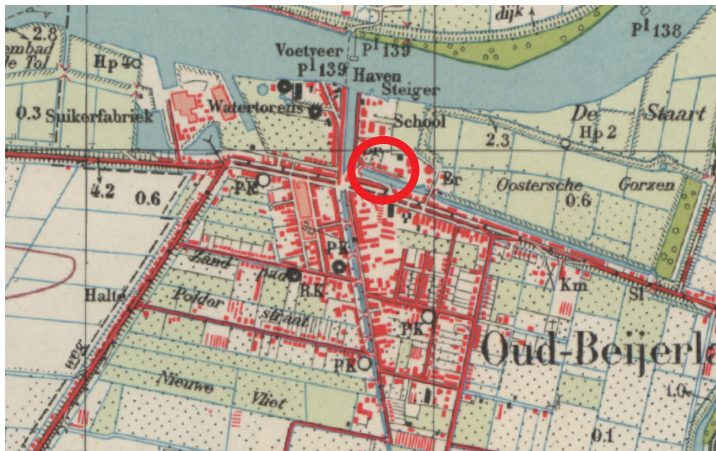 2.8
dijk
Pl 138
embad
De Tol
Hp 4
Voetveer
Pl 139
Pl 139
Haven
Steiger
0.3
Suikerfabriek
Watertorens
School
2.3
De
Staart
Hp 2
4.2
0.6
PK
Br
Oostersche
Gorzen
0.6
Zand
pad
PK
Halte
RK
Km
Sl
Polder
straat
PK
Oud-Beijerla
weg
PK
Nieuwe
Vliet
1.0
0.1